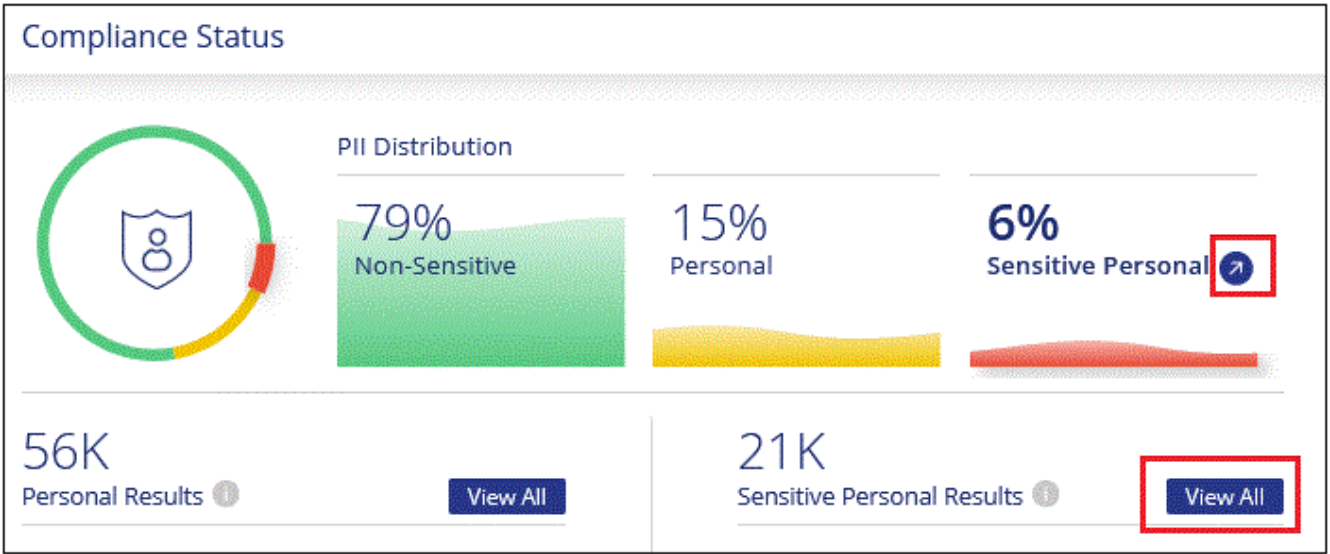 Compliance Status
PII Distribution
79%
Non-Sensitive
15%
Personal
6%
Sensitive Personal
56K
Personal Results
View All
21K
Sensitive Personal Results
View All